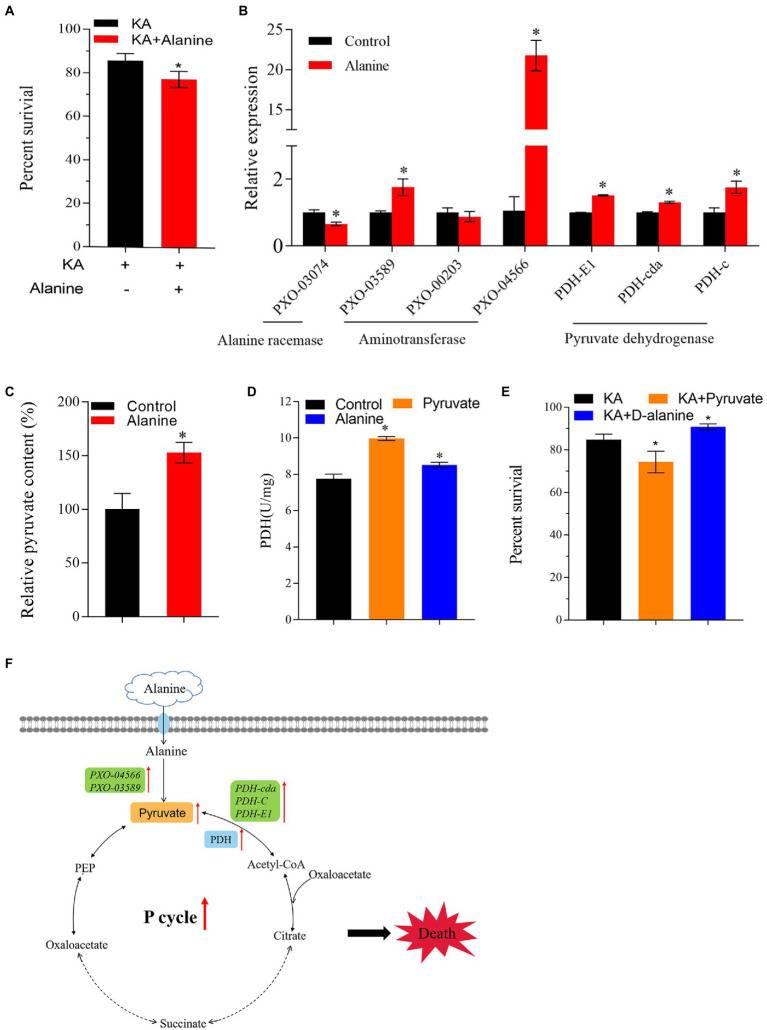 A
KA
KA+Alanine
Percent surivial
100
80
60
40
20
0
*
KA + +
Alanine - +
B
Control
Alanine
Relative expression
25
20
15
2
0
* * * * * *
PXO-03074
PXO-03589
PXO-00203
PXO-04566
PDH-E1
PDH-cda
PDH-c
Alanine racemase
Aminotransferase
Pyruvate dehydrogenase
C
Control
Alanine
Relative pyruvate content (%)
200
150
100
50
0
*
D
Control
Pyruvate
Alanine
PDH(U/mg)
12
10
8
6
4
2
0
* *
E
KA
KA+Pyruvate
KA+D-alanine
Percent surivial
100
80
60
40
20
0
* *
F
Alanine
Alanine
PXO-04566
PXO-03589
PDH-cda
PDH-C
PDH-E1
Pyruvate
PDH
PEP
Acetyl-CoA
Oxaloacetate
P cycle
Oxaloacetate
Citrate
Death
Succinate